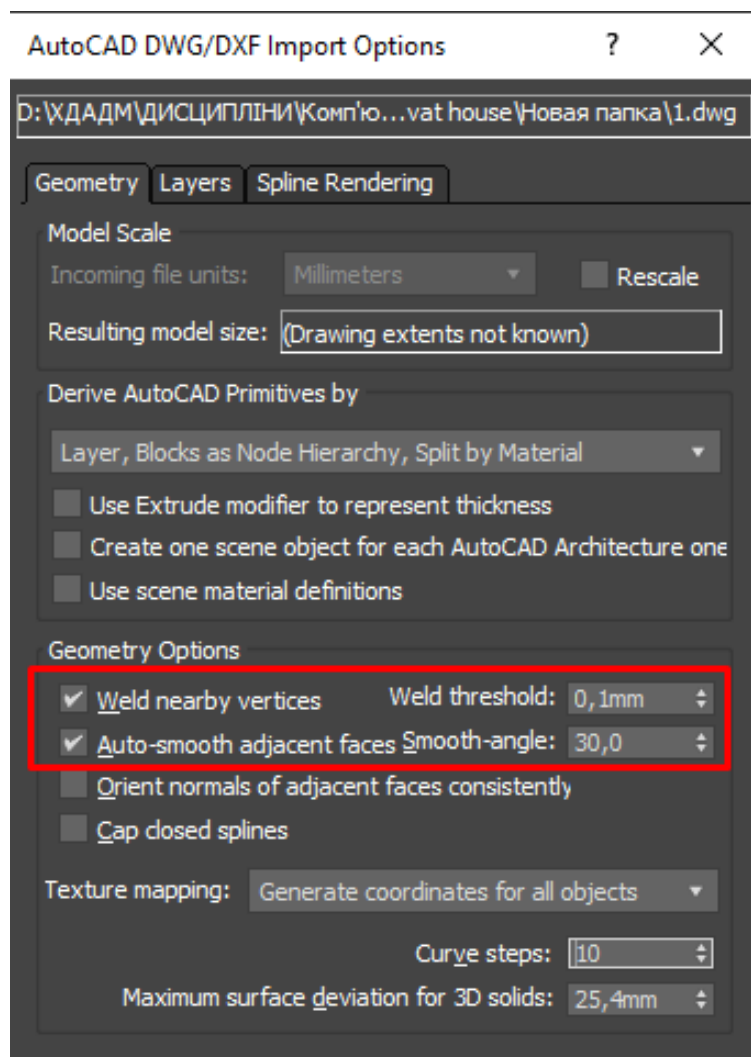 AutoCAD DWG/DXF Import Options ? ×
D:\ХДАДМ\ДИСЦИПЛІНИ\Комп'ю...vat house\Новая папка\1.dwg
Geometry Layers Spline Rendering
Model Scale
Incoming file units: Millimeters Rescale
Resulting model size: (Drawing extents not known)
Derive AutoCAD Primitives by
Layer, Blocks as Node Hierarchy, Split by Material
Use Extrude modifier to represent thickness
Create one scene object for each AutoCAD Architecture one
Use scene material definitions
Geometry Options
Weld nearby vertices Weld threshold: 0,1mm
Auto-smooth adjacent faces Smooth-angle: 30,0
Orient normals of adjacent faces consistently
Cap closed splines
Texture mapping: Generate coordinates for all objects
Curve steps: 10
Maximum surface deviation for 3D solids: 25,4mm